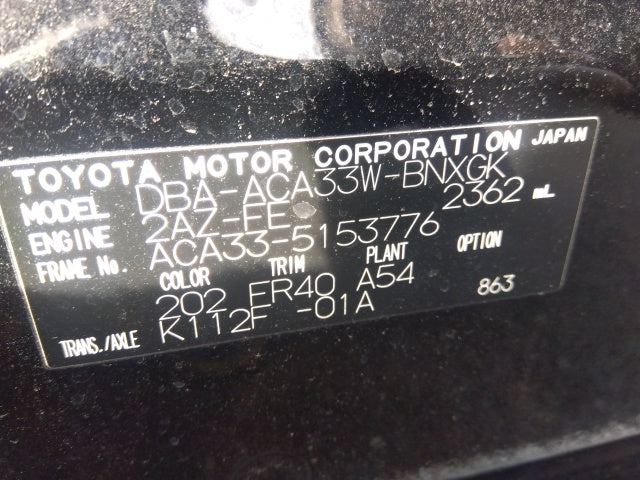 TOYOTA MOTOR CORPORATION JAPAN
MODEL DBA-ACA33W-BNXGK
ENGINE 2AZ-FE 2362 mL
FRAME No. ACA33-5153776
COLOR TRIM PLANT OPTION
202 FR40 A54 863
TRANS./AXLE K112F -01A